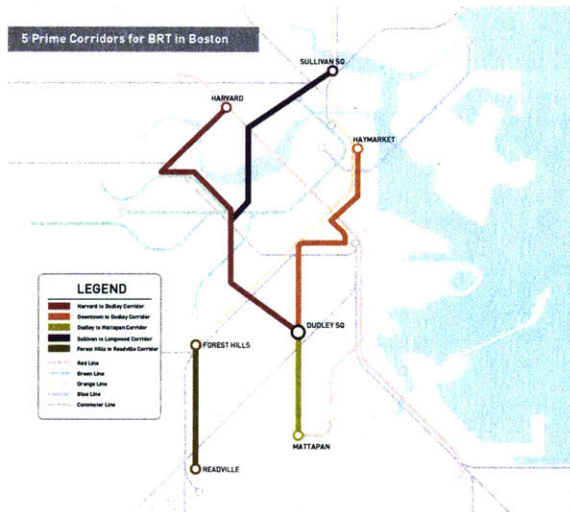 5 Prime Corridors for BRT in Boston
SULLIVAN SQ
HARVARD
HAYMARKET
LEGEND
Harvard to Dudley Corridor
Downtown to Dudley Corridor
Dudley to Mattapan Corridor
Sullivan to Longwood Corridor
Forest Hills to Readville Corridor
Red Line
Green Line
Orange Line
Blue Line
Commuter Line
DUDLEY SQ
FOREST HILLS
MATTAPAN
READVILLE